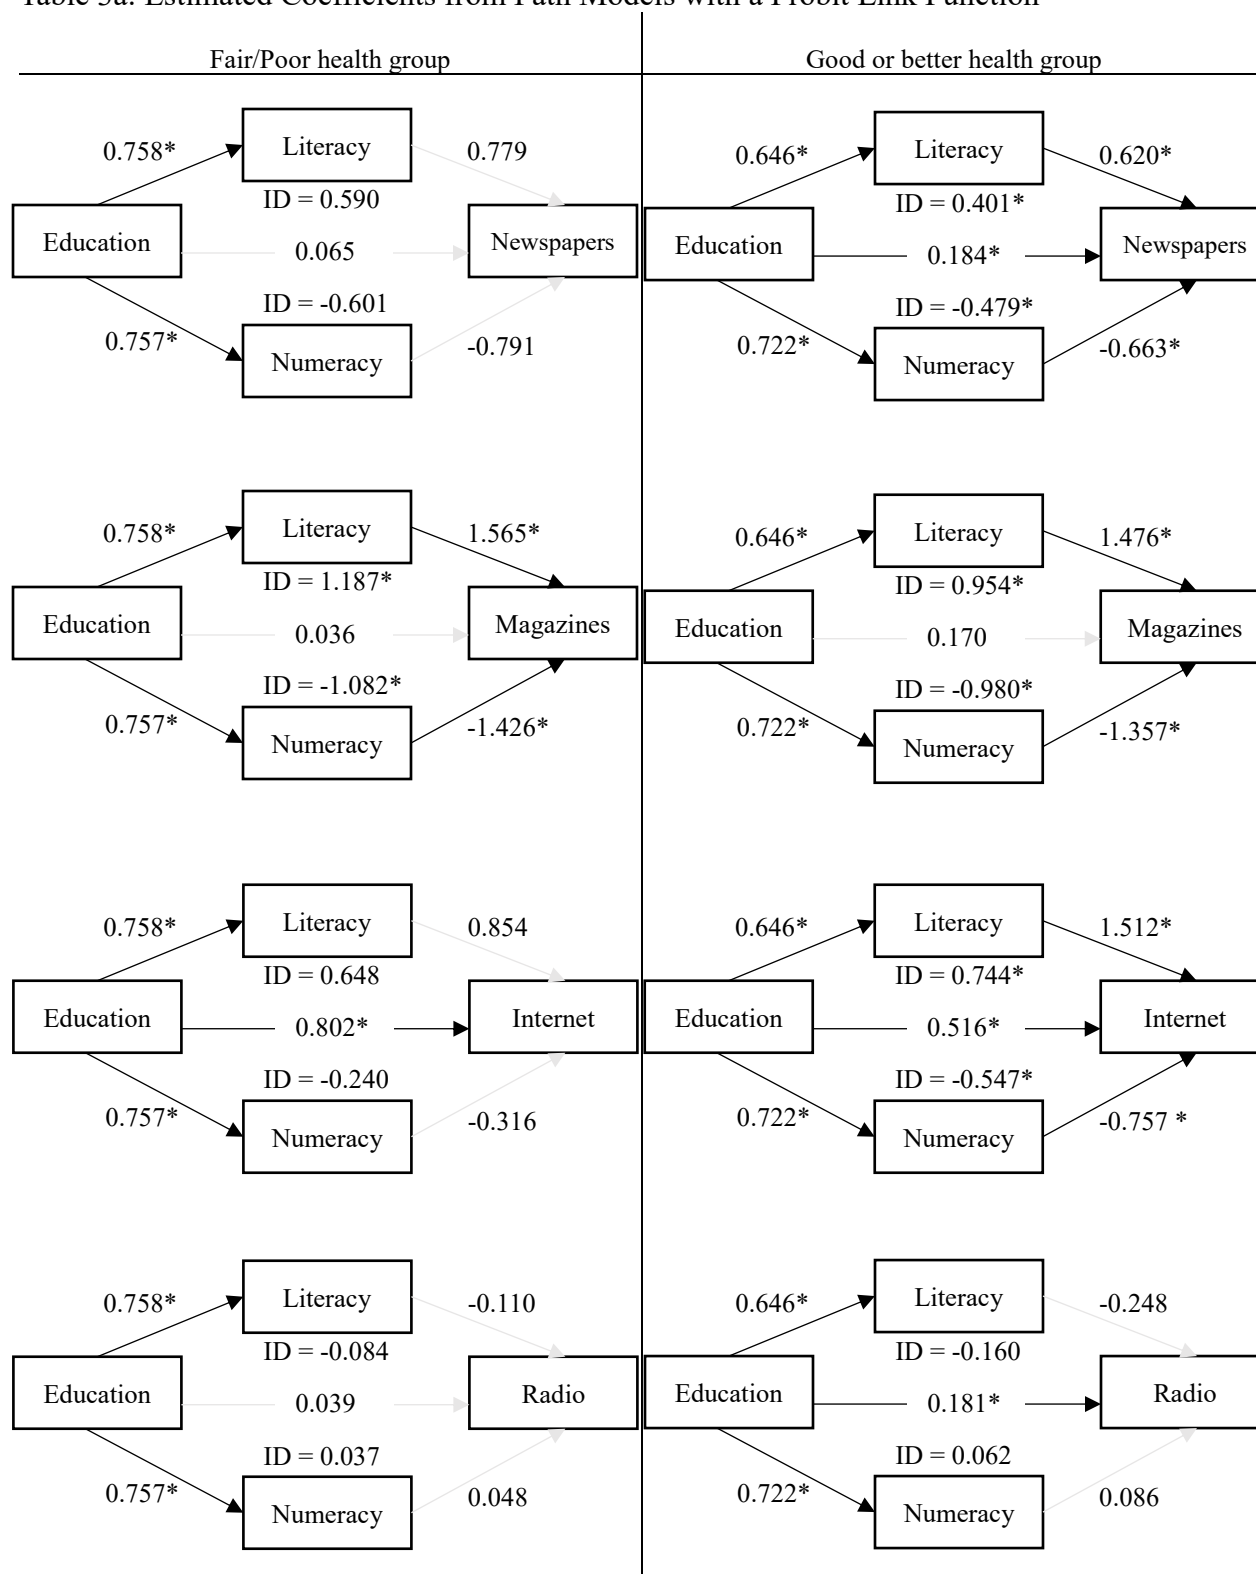 Table 3a. Estimated Coefficients from Path Models with a Probit Link Function
Fair/Poor health group
Good or better health group
0.758*
Literacy
0.779
ID = 0.590
Education
0.065
Newspapers
ID = -0.601
0.757*
Numeracy
-0.791
0.646*
Literacy
0.620*
ID = 0.401*
Education
0.184*
Newspapers
ID = -0.479*
0.722*
Numeracy
-0.663*
0.758*
Literacy
1.565*
ID = 1.187*
Education
0.036
Magazines
ID = -1.082*
0.757*
Numeracy
-1.426*
0.646*
Literacy
1.476*
ID = 0.954*
Education
0.170
Magazines
ID = -0.980*
0.722*
Numeracy
-1.357*
0.758*
Literacy
0.854
ID = 0.648
Education
0.802*
Internet
ID = -0.240
0.757*
Numeracy
-0.316
0.646*
Literacy
1.512*
ID = 0.744*
Education
0.516*
Internet
ID = -0.547*
0.722*
Numeracy
-0.757 *
0.758*
Literacy
-0.110
ID = -0.084
Education
0.039
Radio
ID = 0.037
0.757*
Numeracy
0.048
0.646*
Literacy
-0.248
ID = -0.160
Education
0.181*
Radio
ID = 0.062
0.722*
Numeracy
0.086